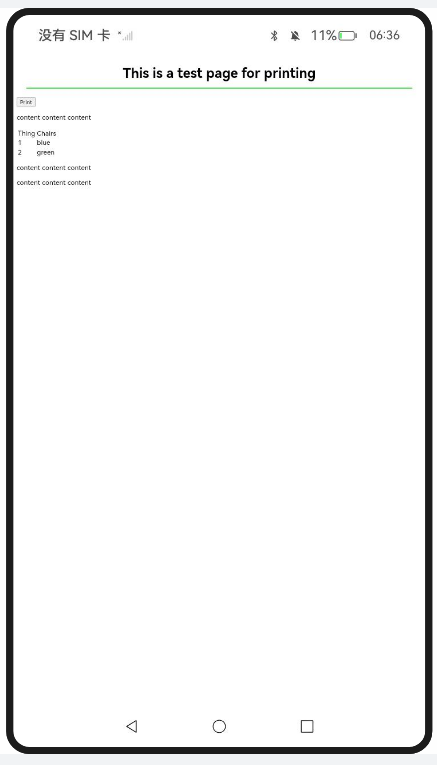 没有 SIM 卡 11% 06:36
This is a test page for printing
Print
content content content
Thing Chairs
1 blue
2 green
content content content
content content content